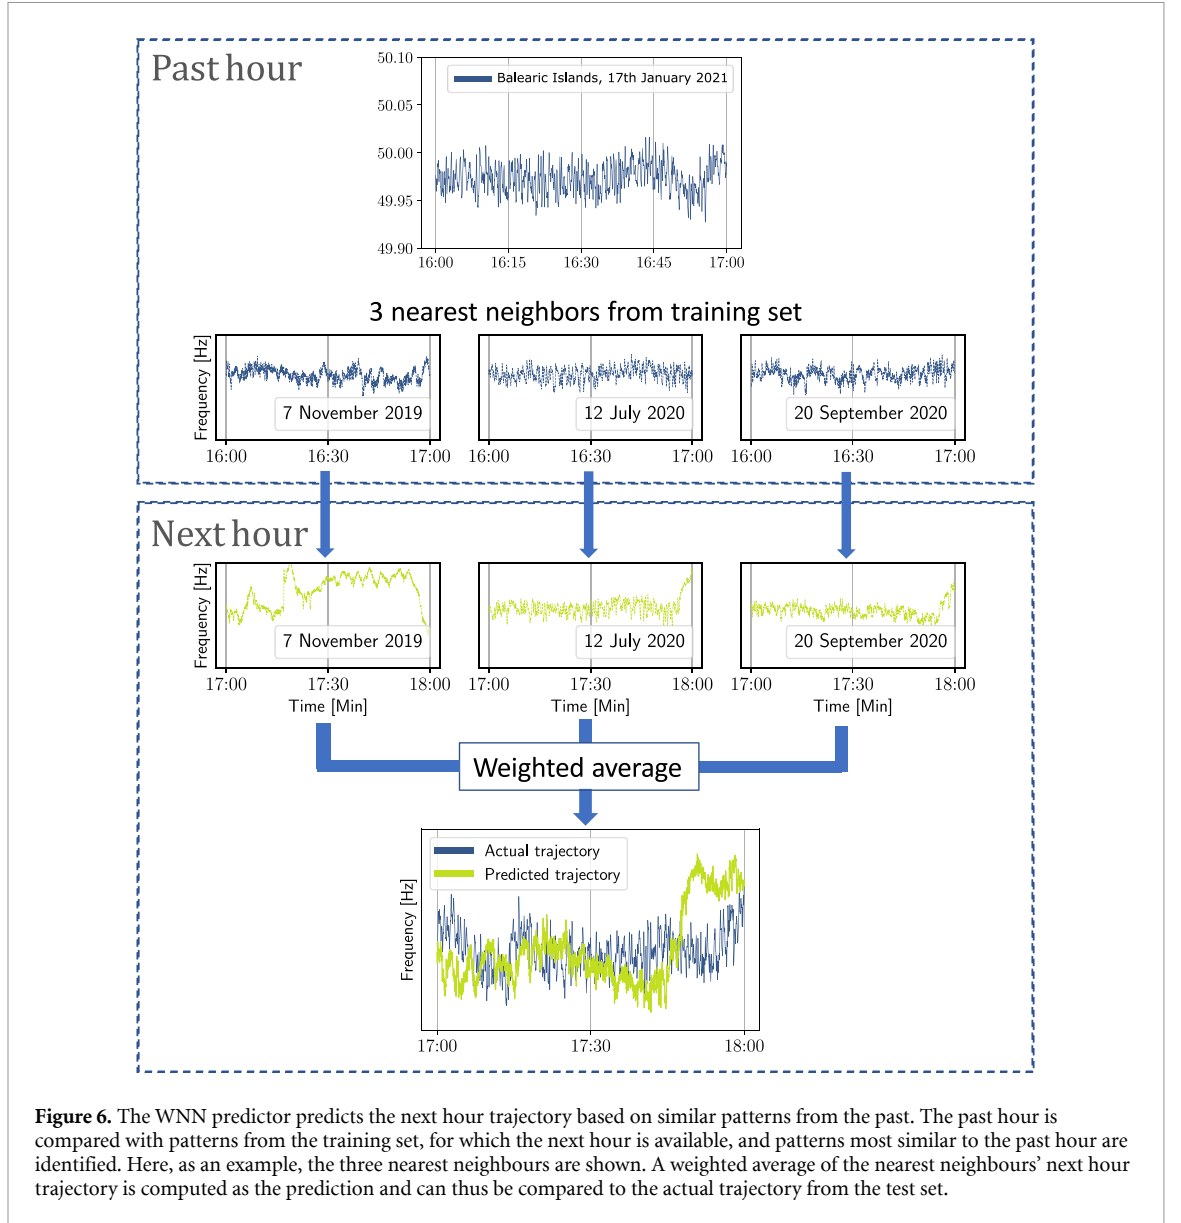 Past hour
50.10
50.05
50.00
49.95
49.90
Balearic Islands, 17th January 2021
16:00 16:15 16:30 16:45 17:00
3 nearest neighbors from training set
Frequency [Hz]
7 November 2019
12 July 2020
20 September 2020
16:00 16:30 17:00
16:00 16:30 17:00
16:00 16:30 17:00
Next hour
Frequency [Hz]
7 November 2019
12 July 2020
20 September 2020
17:00 17:30 18:00
17:00 17:30 18:00
17:00 17:30 18:00
Time [Min]
Time [Min]
Time [Min]
Weighted average
Actual trajectory
Predicted trajectory
Frequency [Hz]
17:00 17:30 18:00
Figure 6. The WNN predictor predicts the next hour trajectory based on similar patterns from the past. The past hour is
compared with patterns from the training set, for which the next hour is available, and patterns most similar to the past hour are
identified. Here, as an example, the three nearest neighbours are shown. A weighted average of the nearest neighbours’ next hour
trajectory is computed as the prediction and can thus be compared to the actual trajectory from the test set.